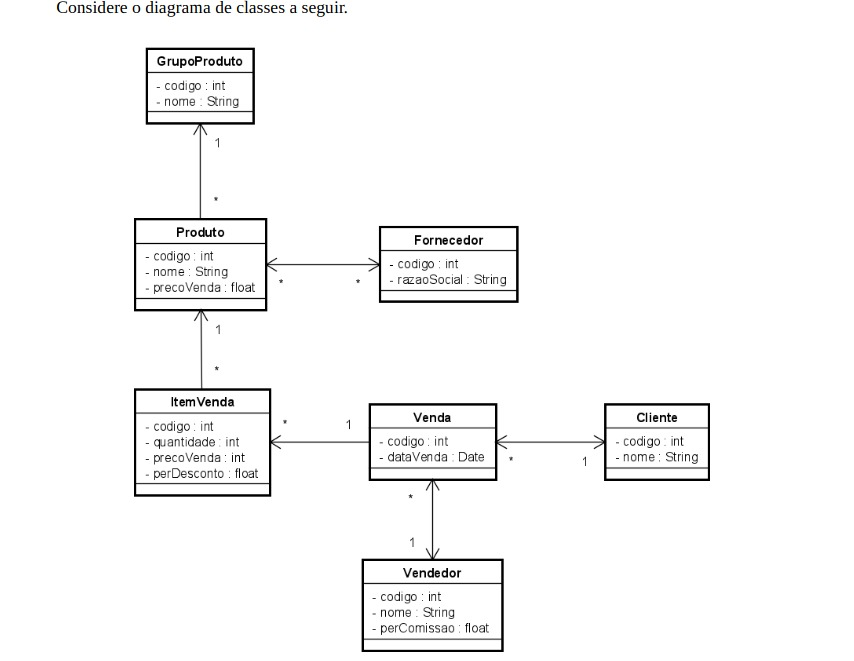 Considere o diagrama de classes a seguir.
GrupoProduto
- codigo : int
- nome : String
1
*
Produto
- codigo : int
- nome : String
- precoVenda : float
Fornecedor
- codigo : int
- razaoSocial : String
*
*
1
*
ItemVenda
- codigo : int
- quantidade : int
- precoVenda : int
- perDesconto : float
*
1
Venda
- codigo : int
- dataVenda : Date
*
1
Cliente
- codigo : int
- nome : String
*
1
Vendedor
- codigo : int
- nome : String
- perComissao : float